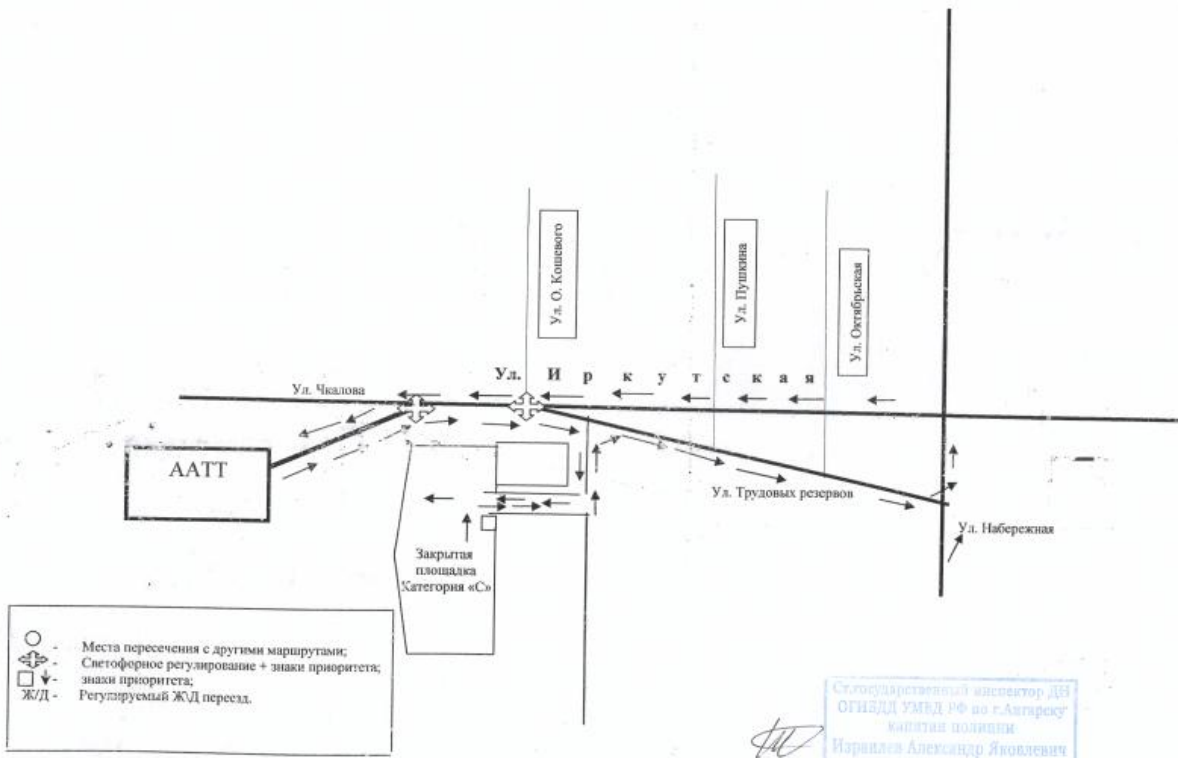 Ул. О. Кошевого
Ул. Пушкина
Ул. Октябрьская
Ул. Чкалова
Ул. Иркутская
ААТТ
Ул. Трудовых резервов
Ул. Набережная
Закрытая
площадка
Категория «С»
- Места пересечения с другими маршрутами;
- Светофорное регулирование + знаки приоритета;
- знаки приоритета;
Ж/Д - Регулируемый Ж\Д переезд.
Ст.государственный инспектор ДН
ОГИБДД УМВД РФ по г.Ангарску
капитан полиции
Израилев Александр Яковлевич